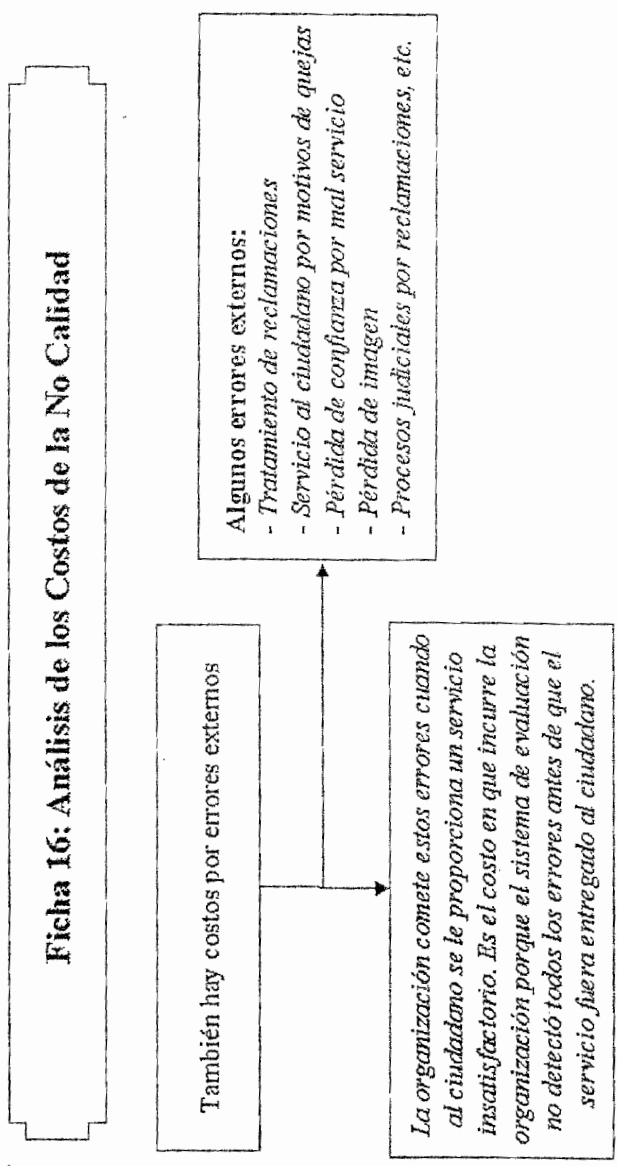 Ficha 16: Análisis de los Costos de la No Calidad
También hay costos por errores externos
La organización comete estos errores cuando
al ciudadano se le proporciona un servicio
insatisfactorio. Es el costo en que incurre la
organización porque el sistema de evaluación
no detectó todos los errores antes de que el
servicio fuera entregado al ciudadano.
Algunos errores externos:
- Tratamiento de reclamaciones
- Servicio al ciudadano por motivos de quejas
- Pérdida de confianza por mal servicio
- Pérdida de imagen
- Procesos judiciales por reclamaciones, etc.